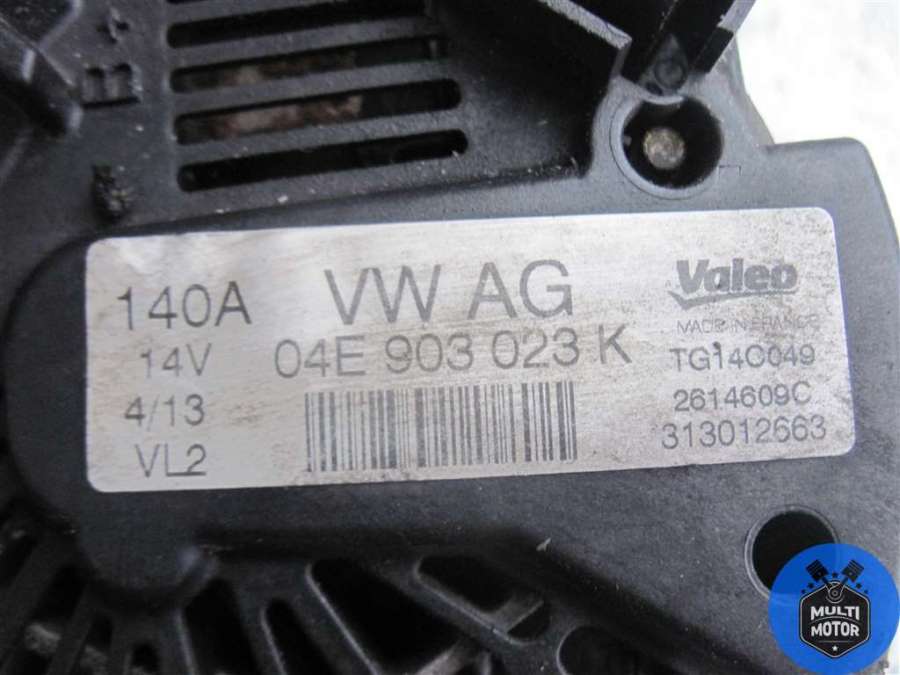 B+
140A
VW AG
Valeo
MADE IN FRANCE
14V
04E 903 023 K
TG14C049
4/13
2614609C
VL2
313012663
MULTI
MOTOR